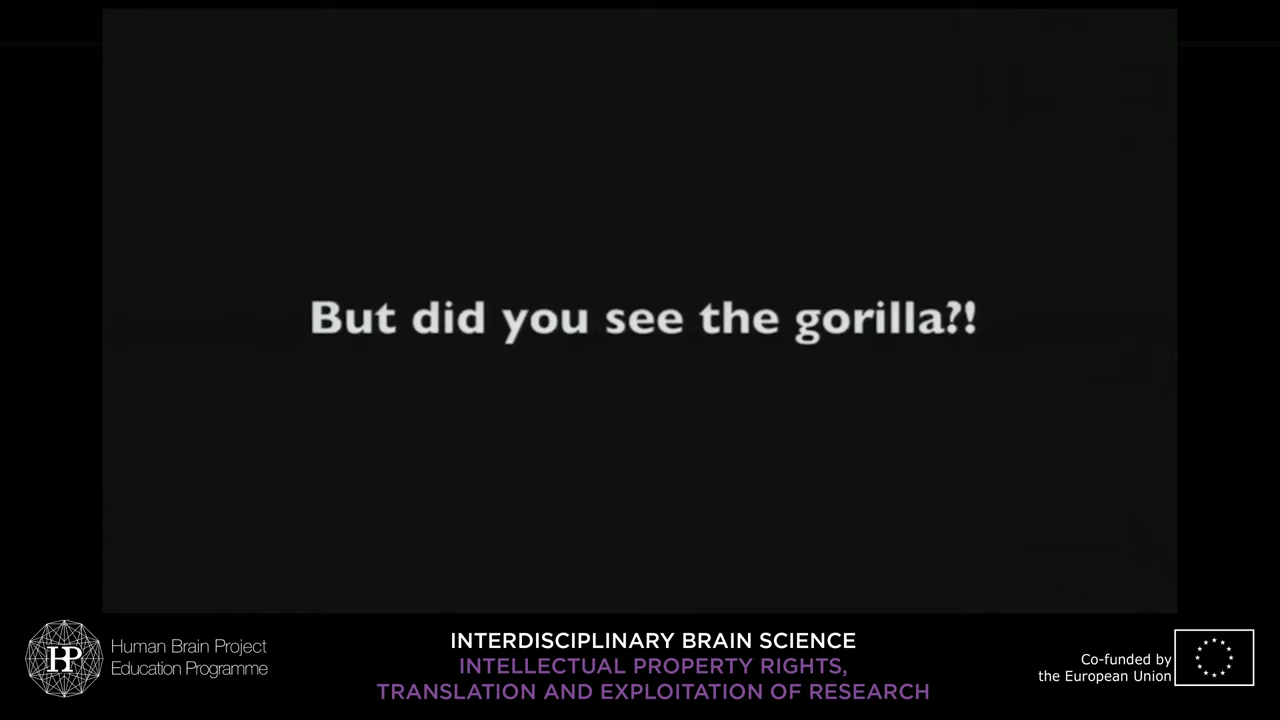 But did you see the gorilla?!
HP
Human Brain Project
Education Programme
INTERDISCIPLINARY BRAIN SCIENCE
INTELLECTUAL PROPERTY RIGHTS,
TRANSLATION AND EXPLOITATION OF RESEARCH
Co-funded by
the European Union